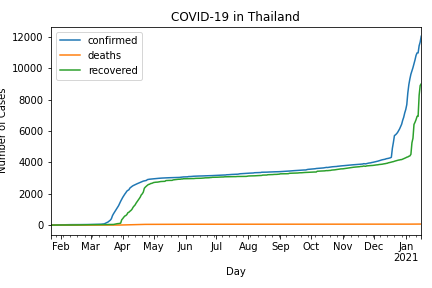 COVID-19 in Thailand
confirmed
deaths
recovered
12000
10000
8000
6000
4000
2000
0
Number of Cases
Feb Mar Apr May Jun Jul Aug Sep Oct Nov Dec Jan
2021
Day